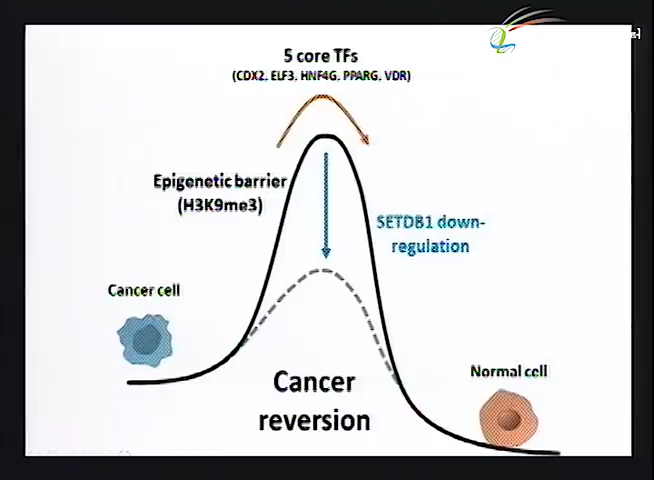 5 core TFs
(CDX2, ELF3, HNF4G, PPARG, VDR)
Epigenetic barrier
(H3K9me3)
SETDB1 down-
regulation
Cancer cell
Normal cell
Cancer
reversion